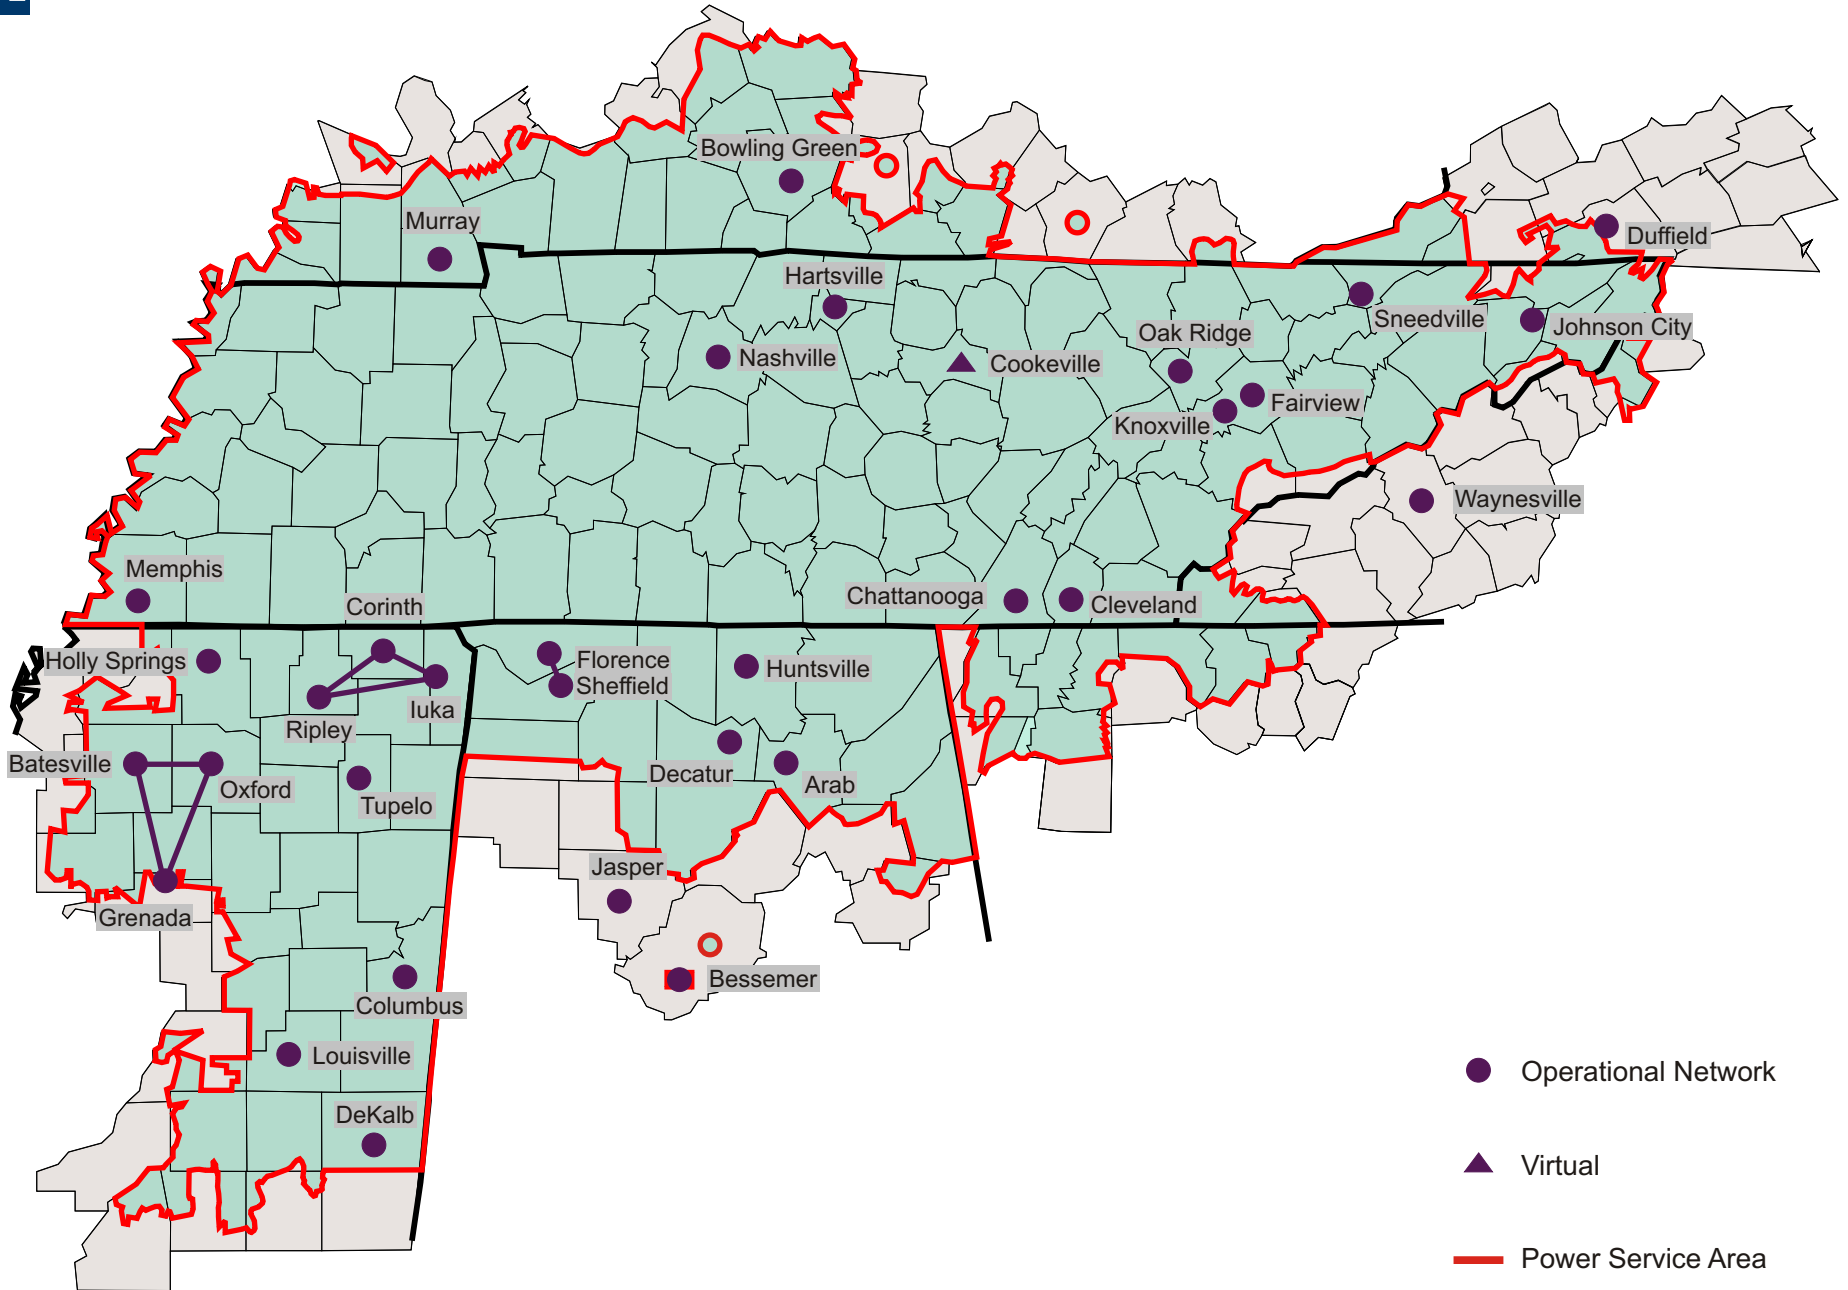 Bowling Green
Murray
Duffield
Hartsville
Sneedville
Johnson City
Oak Ridge
Nashville
Cookeville
Fairview
Knoxville
Waynesville
Memphis
Corinth
Chattanooga
Cleveland
Holly Springs
Florence
Sheffield
Huntsville
Iuka
Ripley
Batesville
Oxford
Tupelo
Decatur
Arab
Jasper
Grenada
Bessemer
Columbus
Louisville
DeKalb
Operational Network
Virtual
Power Service Area